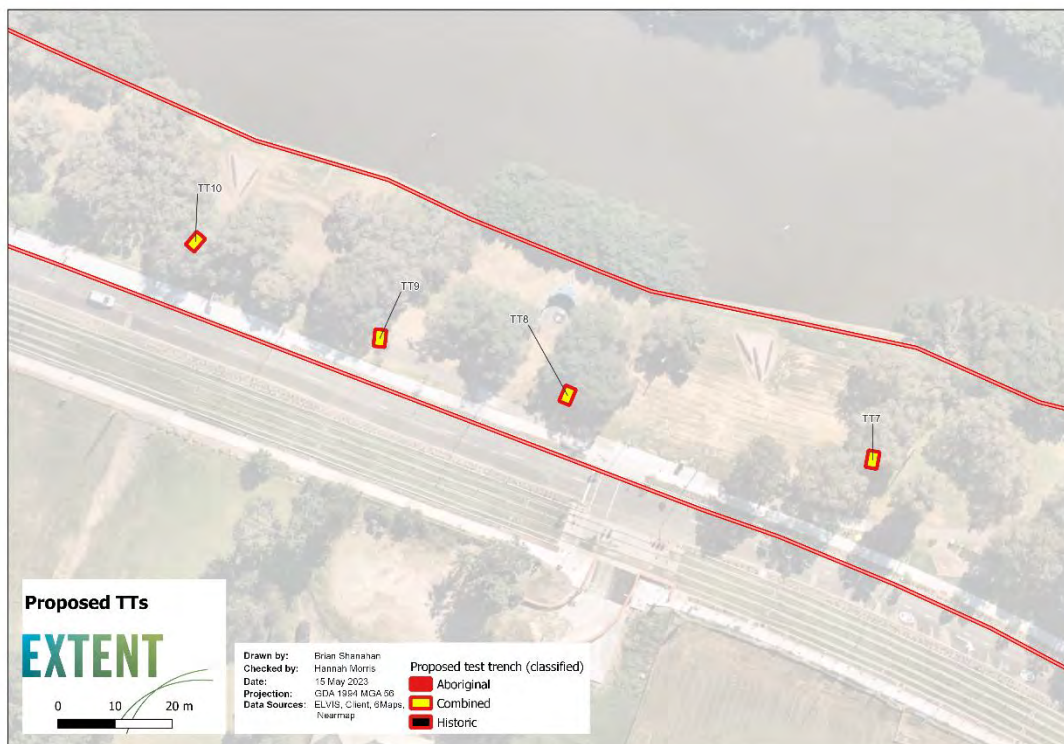 TT10
TT9
TT8
TT7
Proposed TTs
EXTENT
0 10 20 m
Drawn by: Brian Shanahan
Checked by: Hannah Morris
Date: 15 May 2023
Projection: GDA 1994 MGA 56
Data Sources: ELVIS, Client, 6Maps,
Nearmap
Proposed test trench (classified)
Aboriginal
Combined
Historic